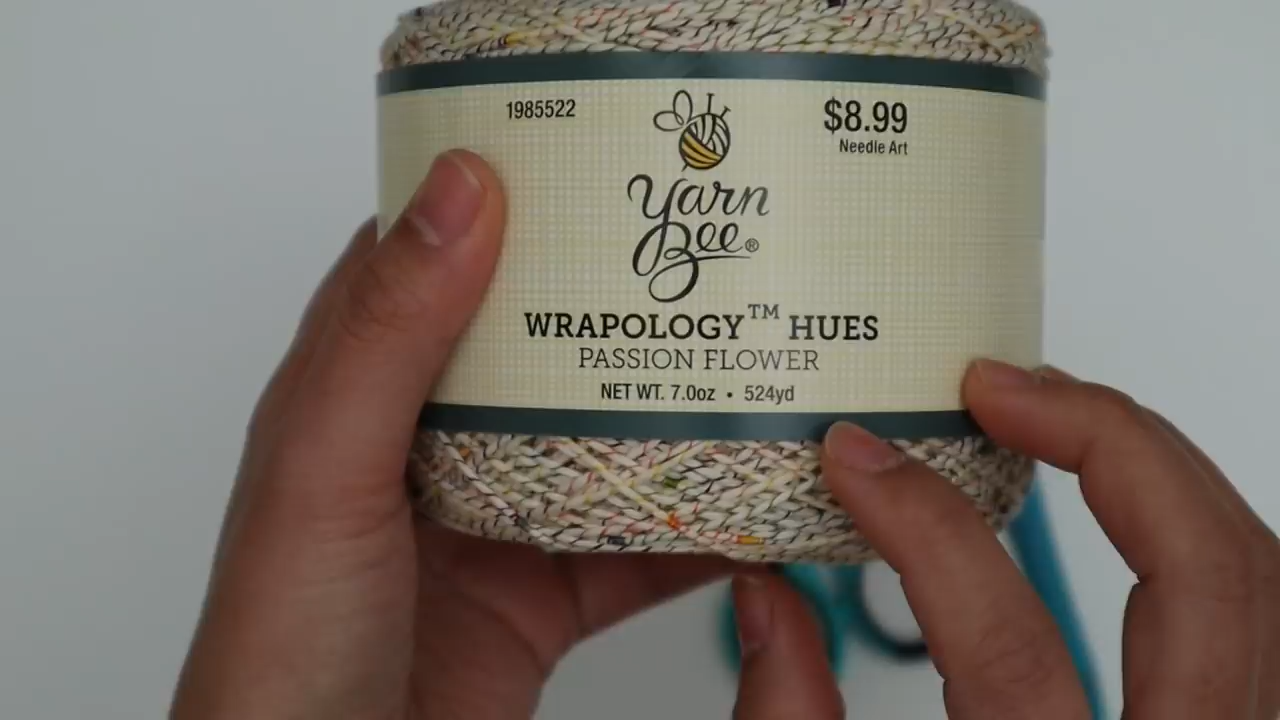 1985522
$8.99
Needle Art
Yarn
Bee®
WRAPOLOGY™ HUES
PASSION FLOWER
NET WT. 7.0oz • 524yd